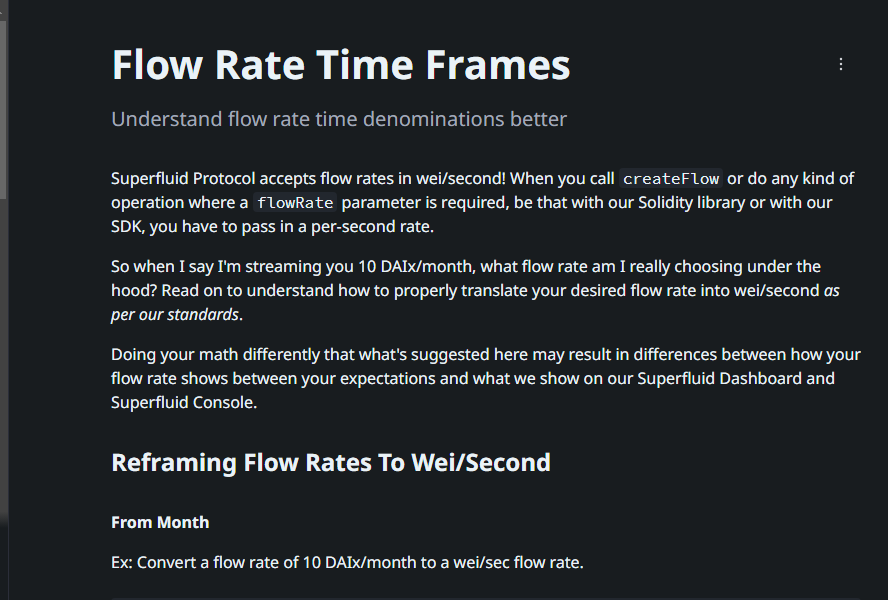 Flow Rate Time Frames
Understand flow rate time denominations better
Superfluid Protocol accepts flow rates in wei/second! When you call createFlow or do any kind of
operation where a flowRate parameter is required, be that with our Solidity library or with our
SDK, you have to pass in a per-second rate.
So when I say I'm streaming you 10 DAIx/month, what flow rate am I really choosing under the
hood? Read on to understand how to properly translate your desired flow rate into wei/second as
per our standards.
Doing your math differently that what's suggested here may result in differences between how your
flow rate shows between your expectations and what we show on our Superfluid Dashboard and
Superfluid Console.
Reframing Flow Rates To Wei/Second
From Month
Ex: Convert a flow rate of 10 DAIx/month to a wei/sec flow rate.